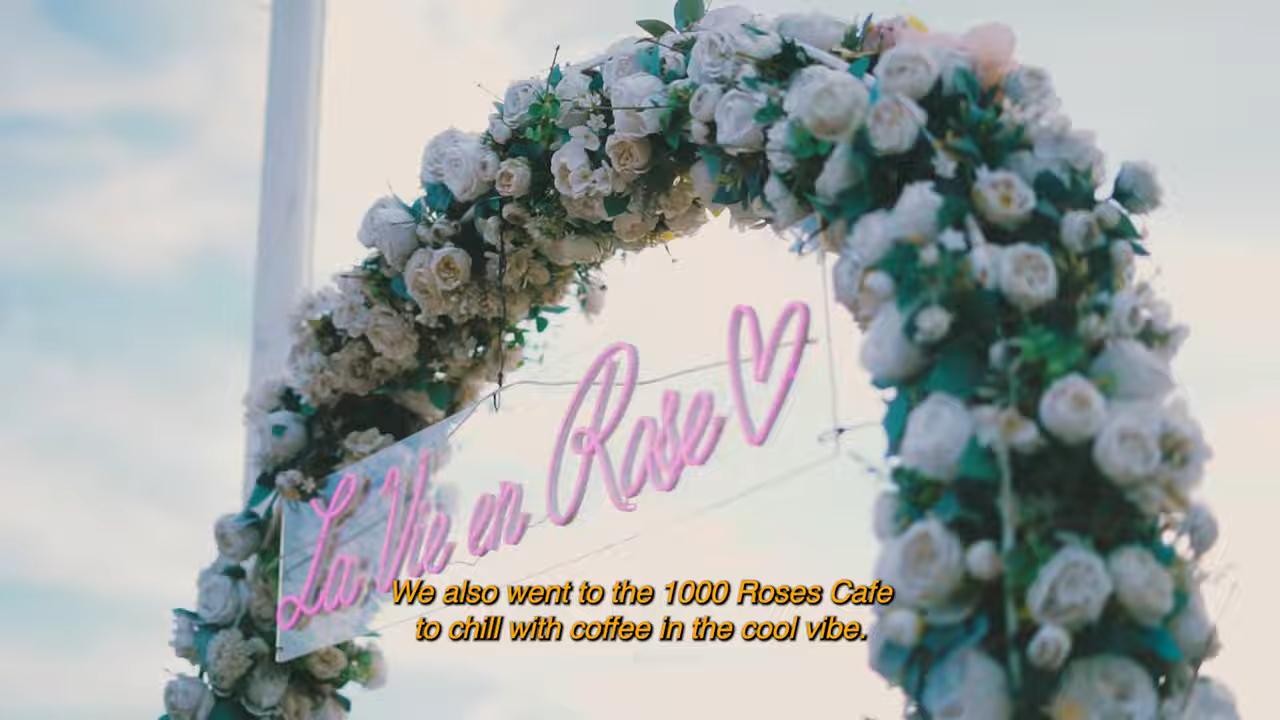 La Vie en Rose
We also went to the 1000 Roses Cafe
to chill with coffee in the cool vibe.